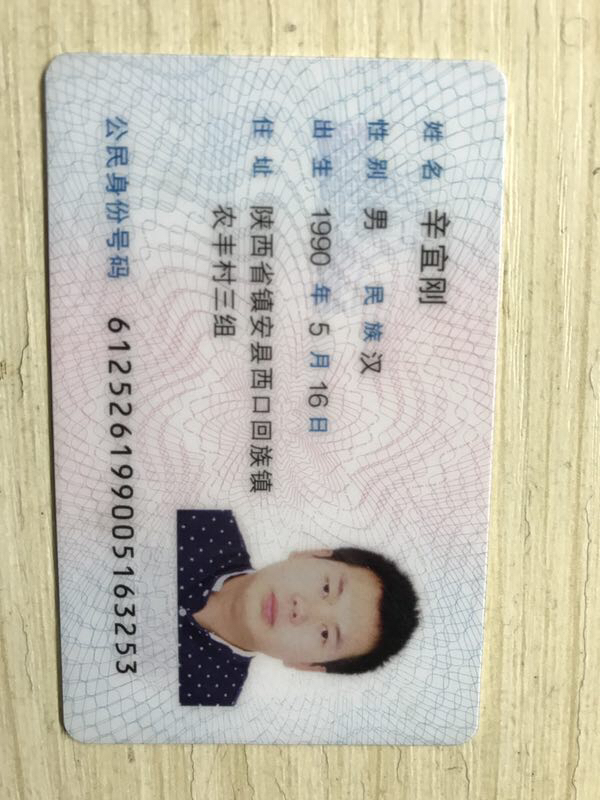 姓名 辛宜刚
性别 男 民族 汉
出生 1990 年 5 月 16 日
住址 陕西省镇安县西口回族镇
农丰村三组
公民身份号码 612526199005163253